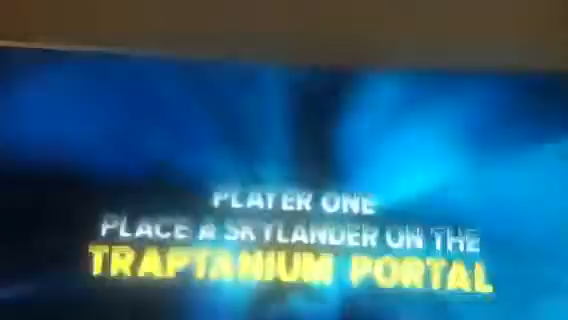 PLAYER ONE
PLACE A SKYLANDER ON THE
TRAPTANIUM PORTAL